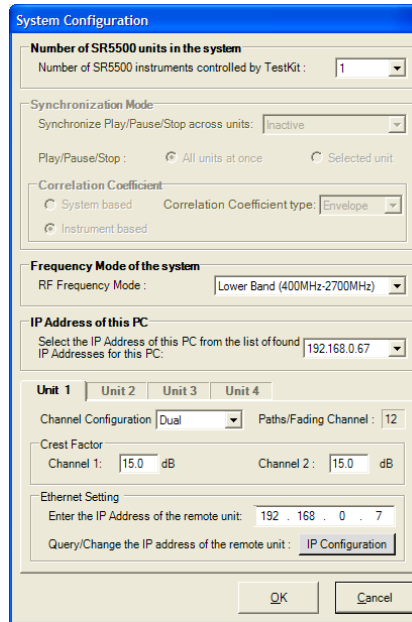 System Configuration
Number of SR5500 units in the system
Number of SR5500 instruments controlled by TestKit : 1
Synchronization Mode
Synchronize Play/Pause/Stop across units: Inactive
Play/Pause/Stop : All units at once Selected unit
Correlation Coefficient
System based Correlation Coefficient type: Envelope
Instrument based
Frequency Mode of the system
RF Frequency Mode : Lower Band (400MHz-2700MHz)
IP Address of this PC
Select the IP Address of this PC from the list of found
IP Addresses for this PC: 192.168.0.67
Unit 1 Unit 2 Unit 3 Unit 4
Channel Configuration Dual Paths/Fading Channel : 12
Crest Factor
Channel 1: 15.0 dB Channel 2 : 15.0 dB
Ethernet Setting
Enter the IP Address of the remote unit: 192 . 168 . 0 . 7
Query/Change the IP address of the remote unit : IP Configuration
OK Cancel